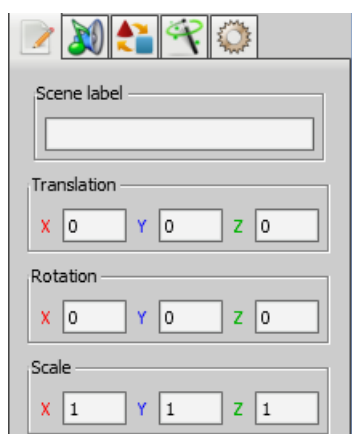 Scene label
Translation
X 0 Y 0 Z 0
Rotation
X 0 Y 0 Z 0
Scale
X 1 Y 1 Z 1